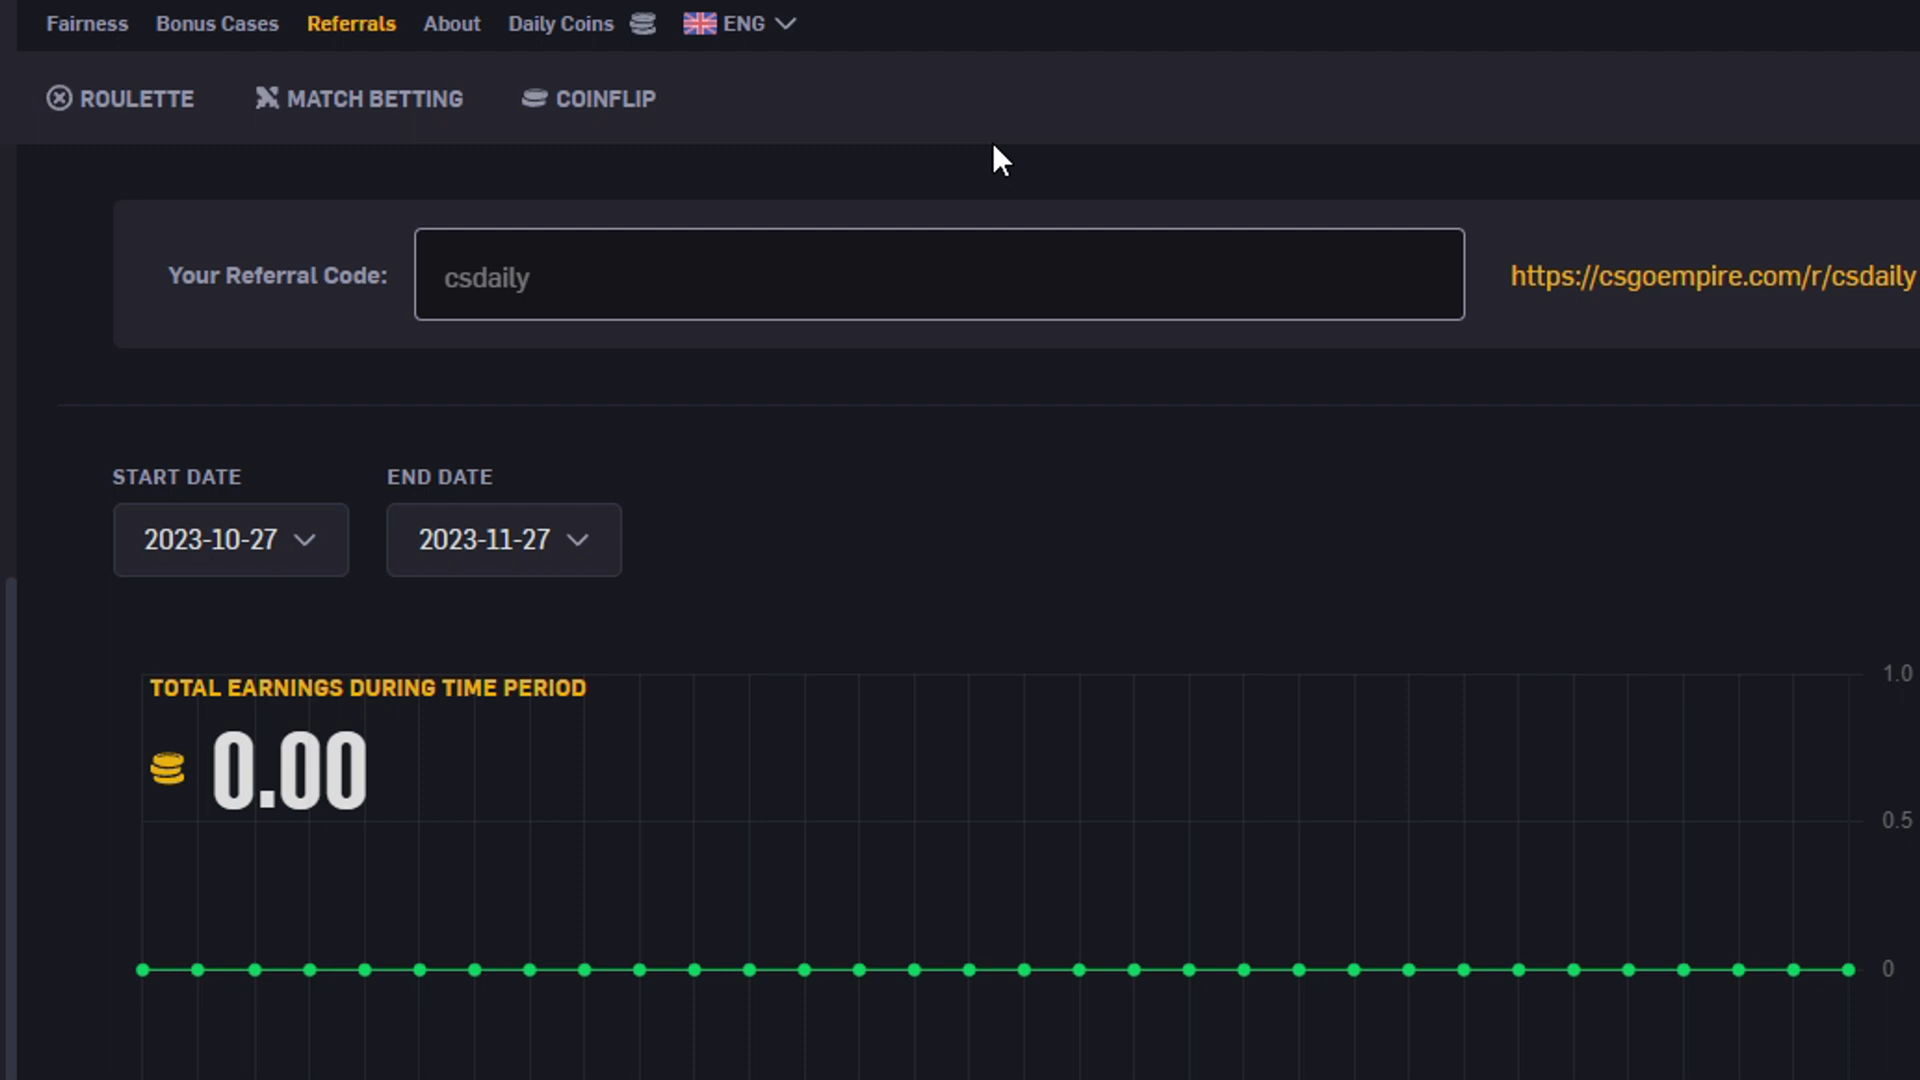 Fairness Bonus Cases Referrals About Daily Coins ENG
ROULETTE MATCH BETTING COINFLIP
Your Referral Code: csdaily https://csgoempire.com/r/csdaily
START DATE END DATE
2023-10-27 2023-11-27
TOTAL EARNINGS DURING TIME PERIOD
0.00
1.0
0.5
0